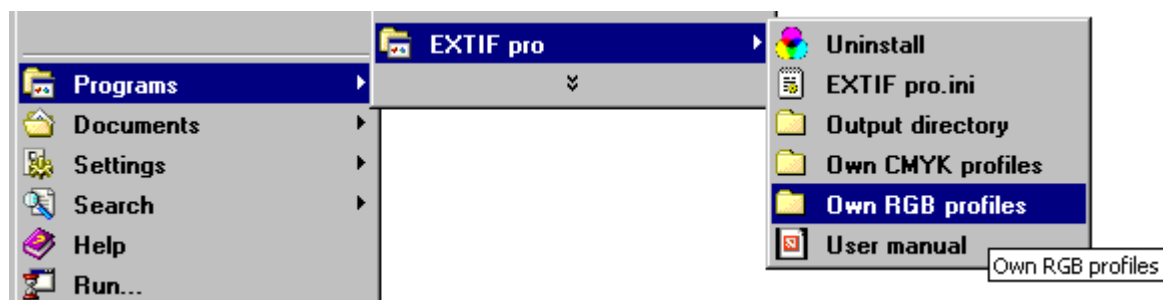 Programs
Documents
Settings
Search
Help
Run...
EXTIF pro
Uninstall
EXTIF pro.ini
Output directory
Own CMYK profiles
Own RGB profiles
User manual
Own RGB profiles